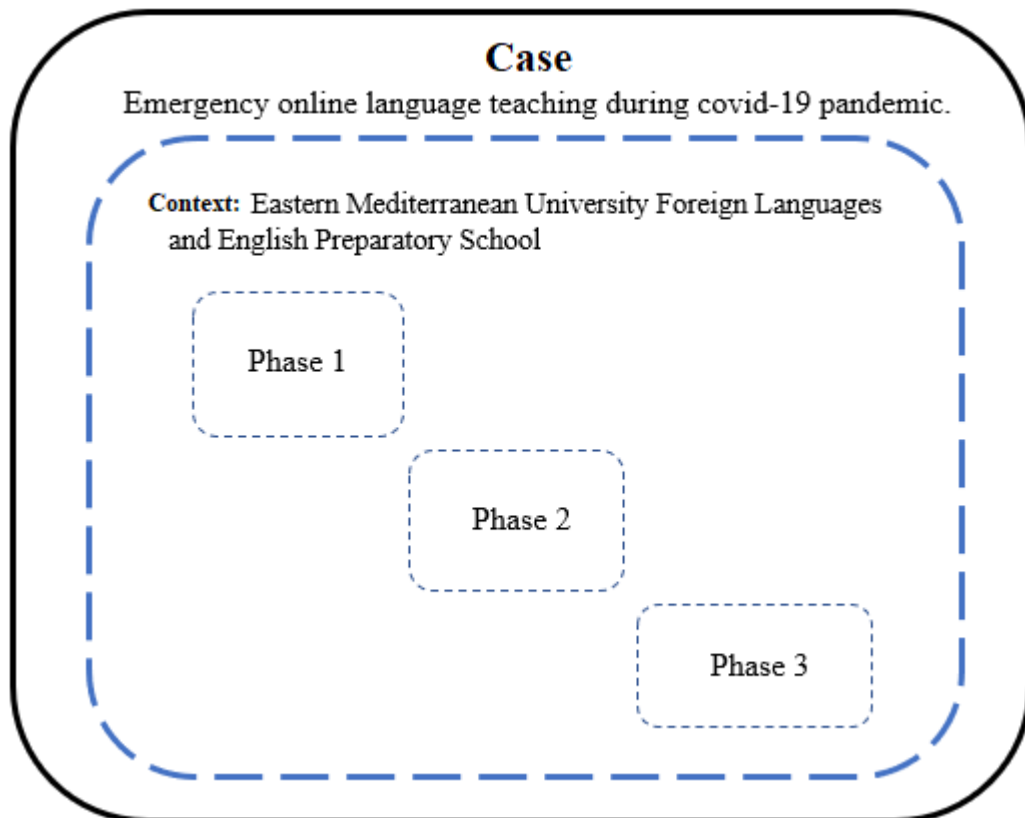 Case
Emergency online language teaching during covid-19 pandemic.
Context: Eastern Mediterranean University Foreign Languages
and English Preparatory School
Phase 1
Phase 2
Phase 3